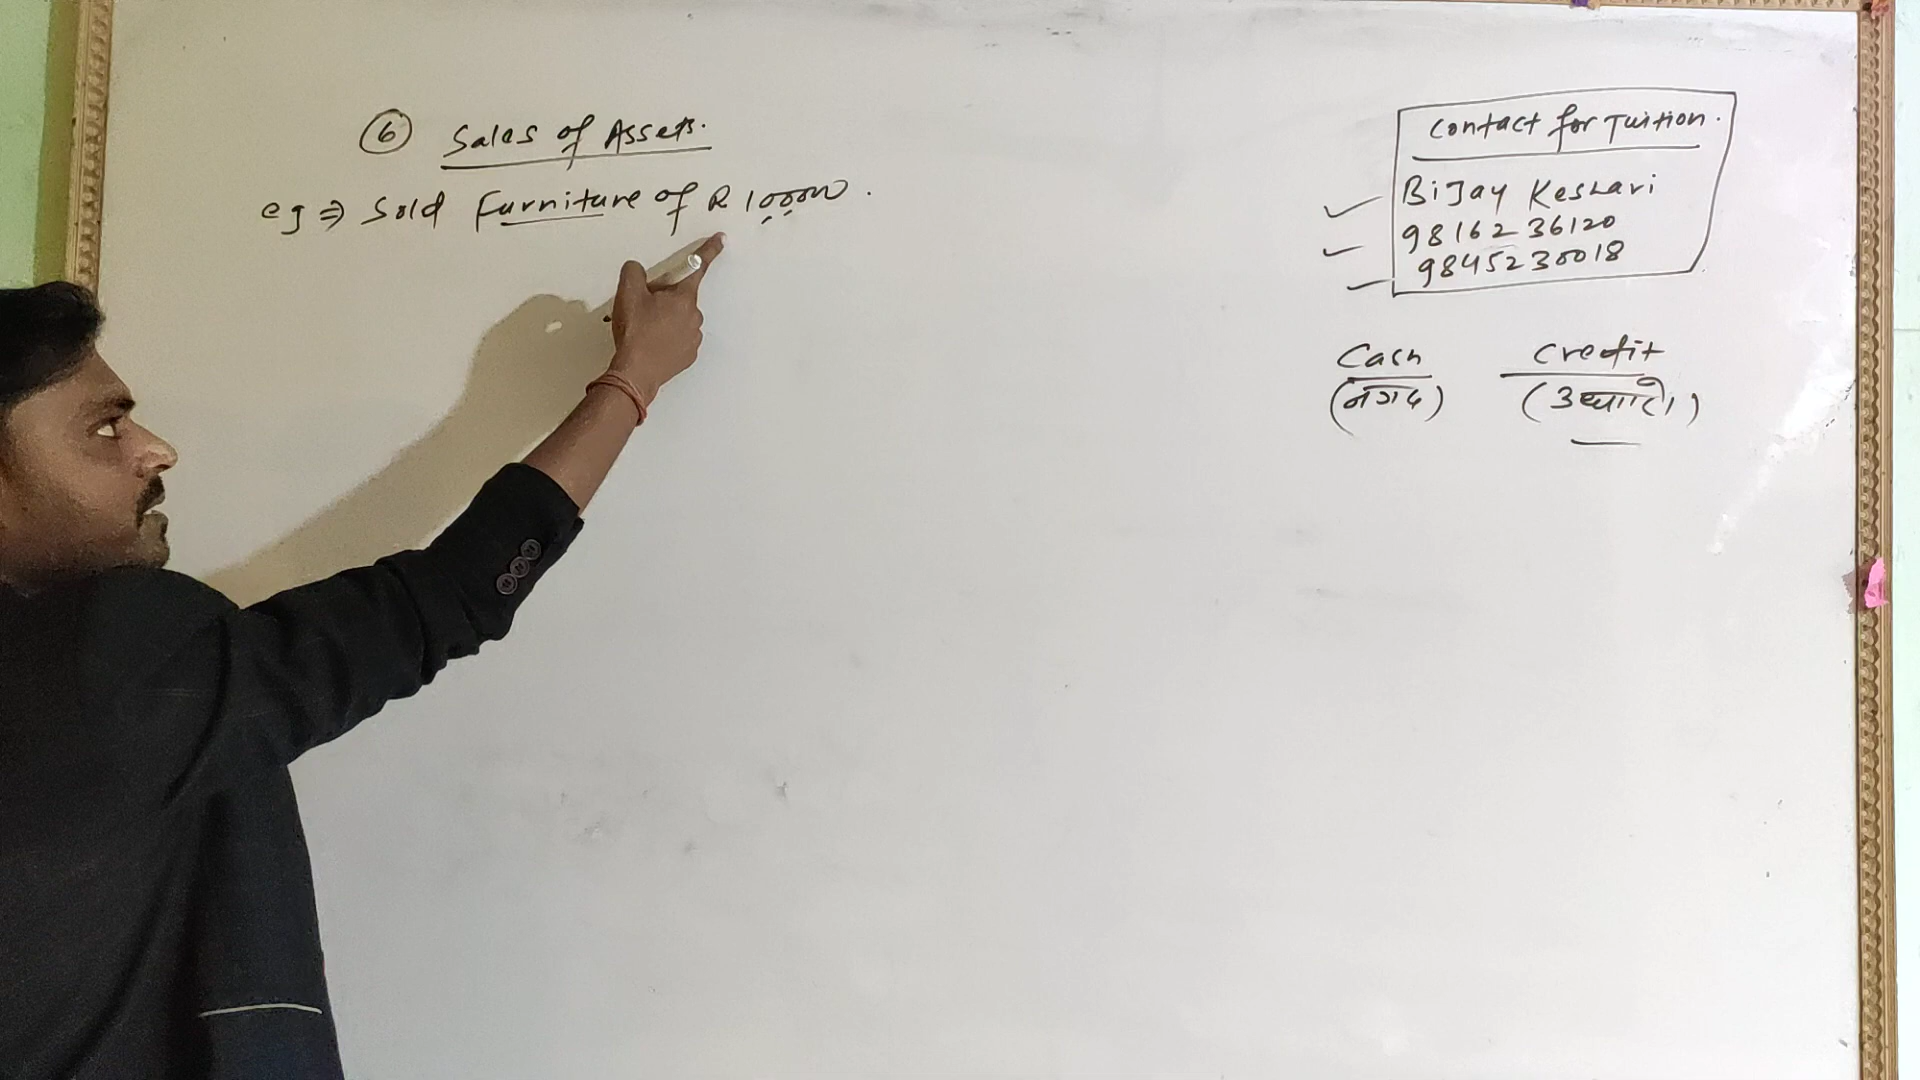 6 Sales of Assets.
eg ⇒ Sold Furniture of R 10000.
Contact for Tuition.
Bijay Keshari
9816236120
9845230018
Cash Credit
(नगद) (उधारो)